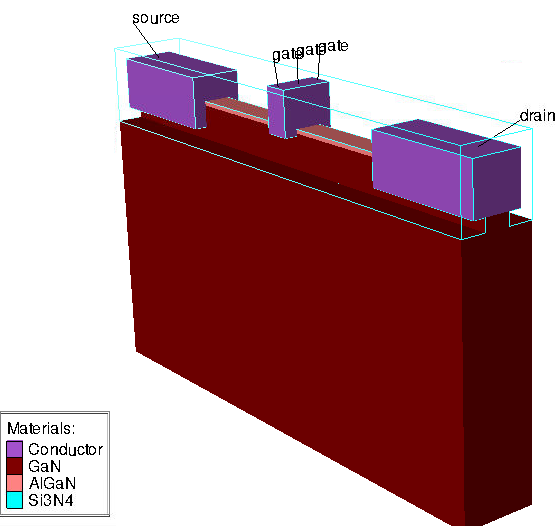 source
gate
gate
gate
drain
Materials:
Conductor
GaN
AlGaN
Si3N4